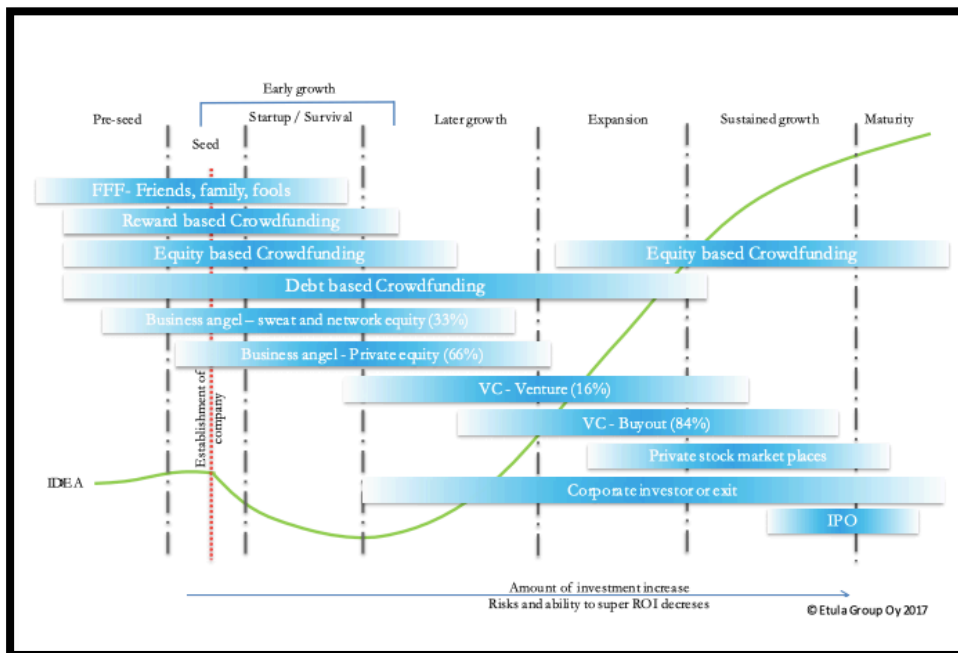 Early growth
Pre-seed
Startup / Survival
Later growth
Expansion
Sustained growth
Maturity
Seed
FFF- Friends, family, fools
Reward based Crowdfunding
Equity based Crowdfunding
Equity based Crowdfunding
Debt based Crowdfunding
Business angel – sweat and network equity (33%)
Business angel - Private equity (66%)
VC - Venture (16%)
Establishment of
company
VC - Buyout (84%)
Private stock market places
IDEA
Corporate investor or exit
IPO
Amount of investment increase
Risks and ability to super ROI decreses
© Etula Group Oy 2017